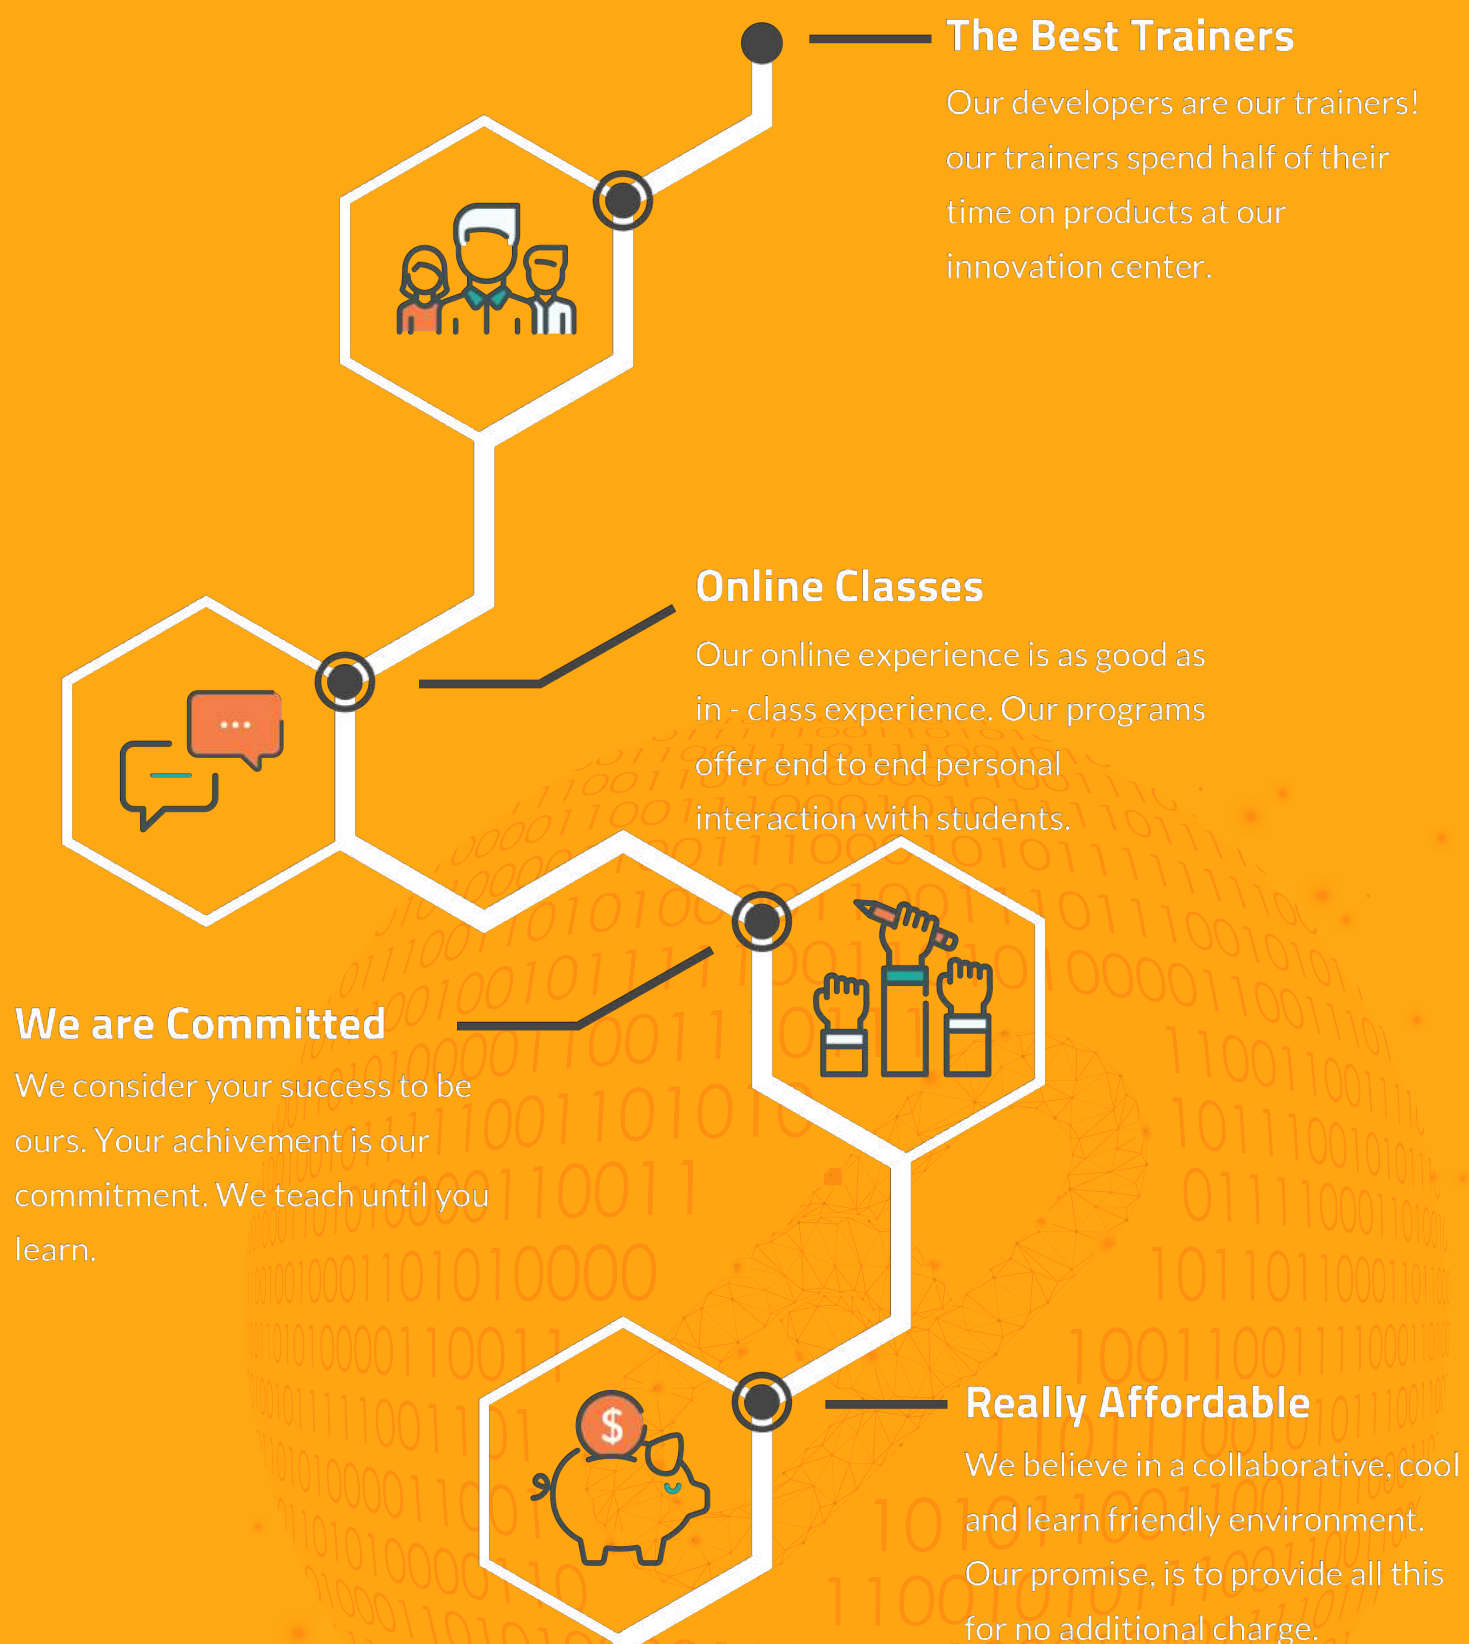 The Best Trainers
Our developers are our trainers!
our trainers spend half of their
time on products at our
innovation center.
Online Classes
Our online experience is as good as
in - class experience. Our programs
offer end to end personal
interaction with students.
We are Committed
We consider your success to be
ours. Your achivement is our
commitment. We teach until you
learn.
$
Really Affordable
We believe in a collaborative, cool
and learn friendly environment.
Our promise, is to provide all this
for no additional charge.